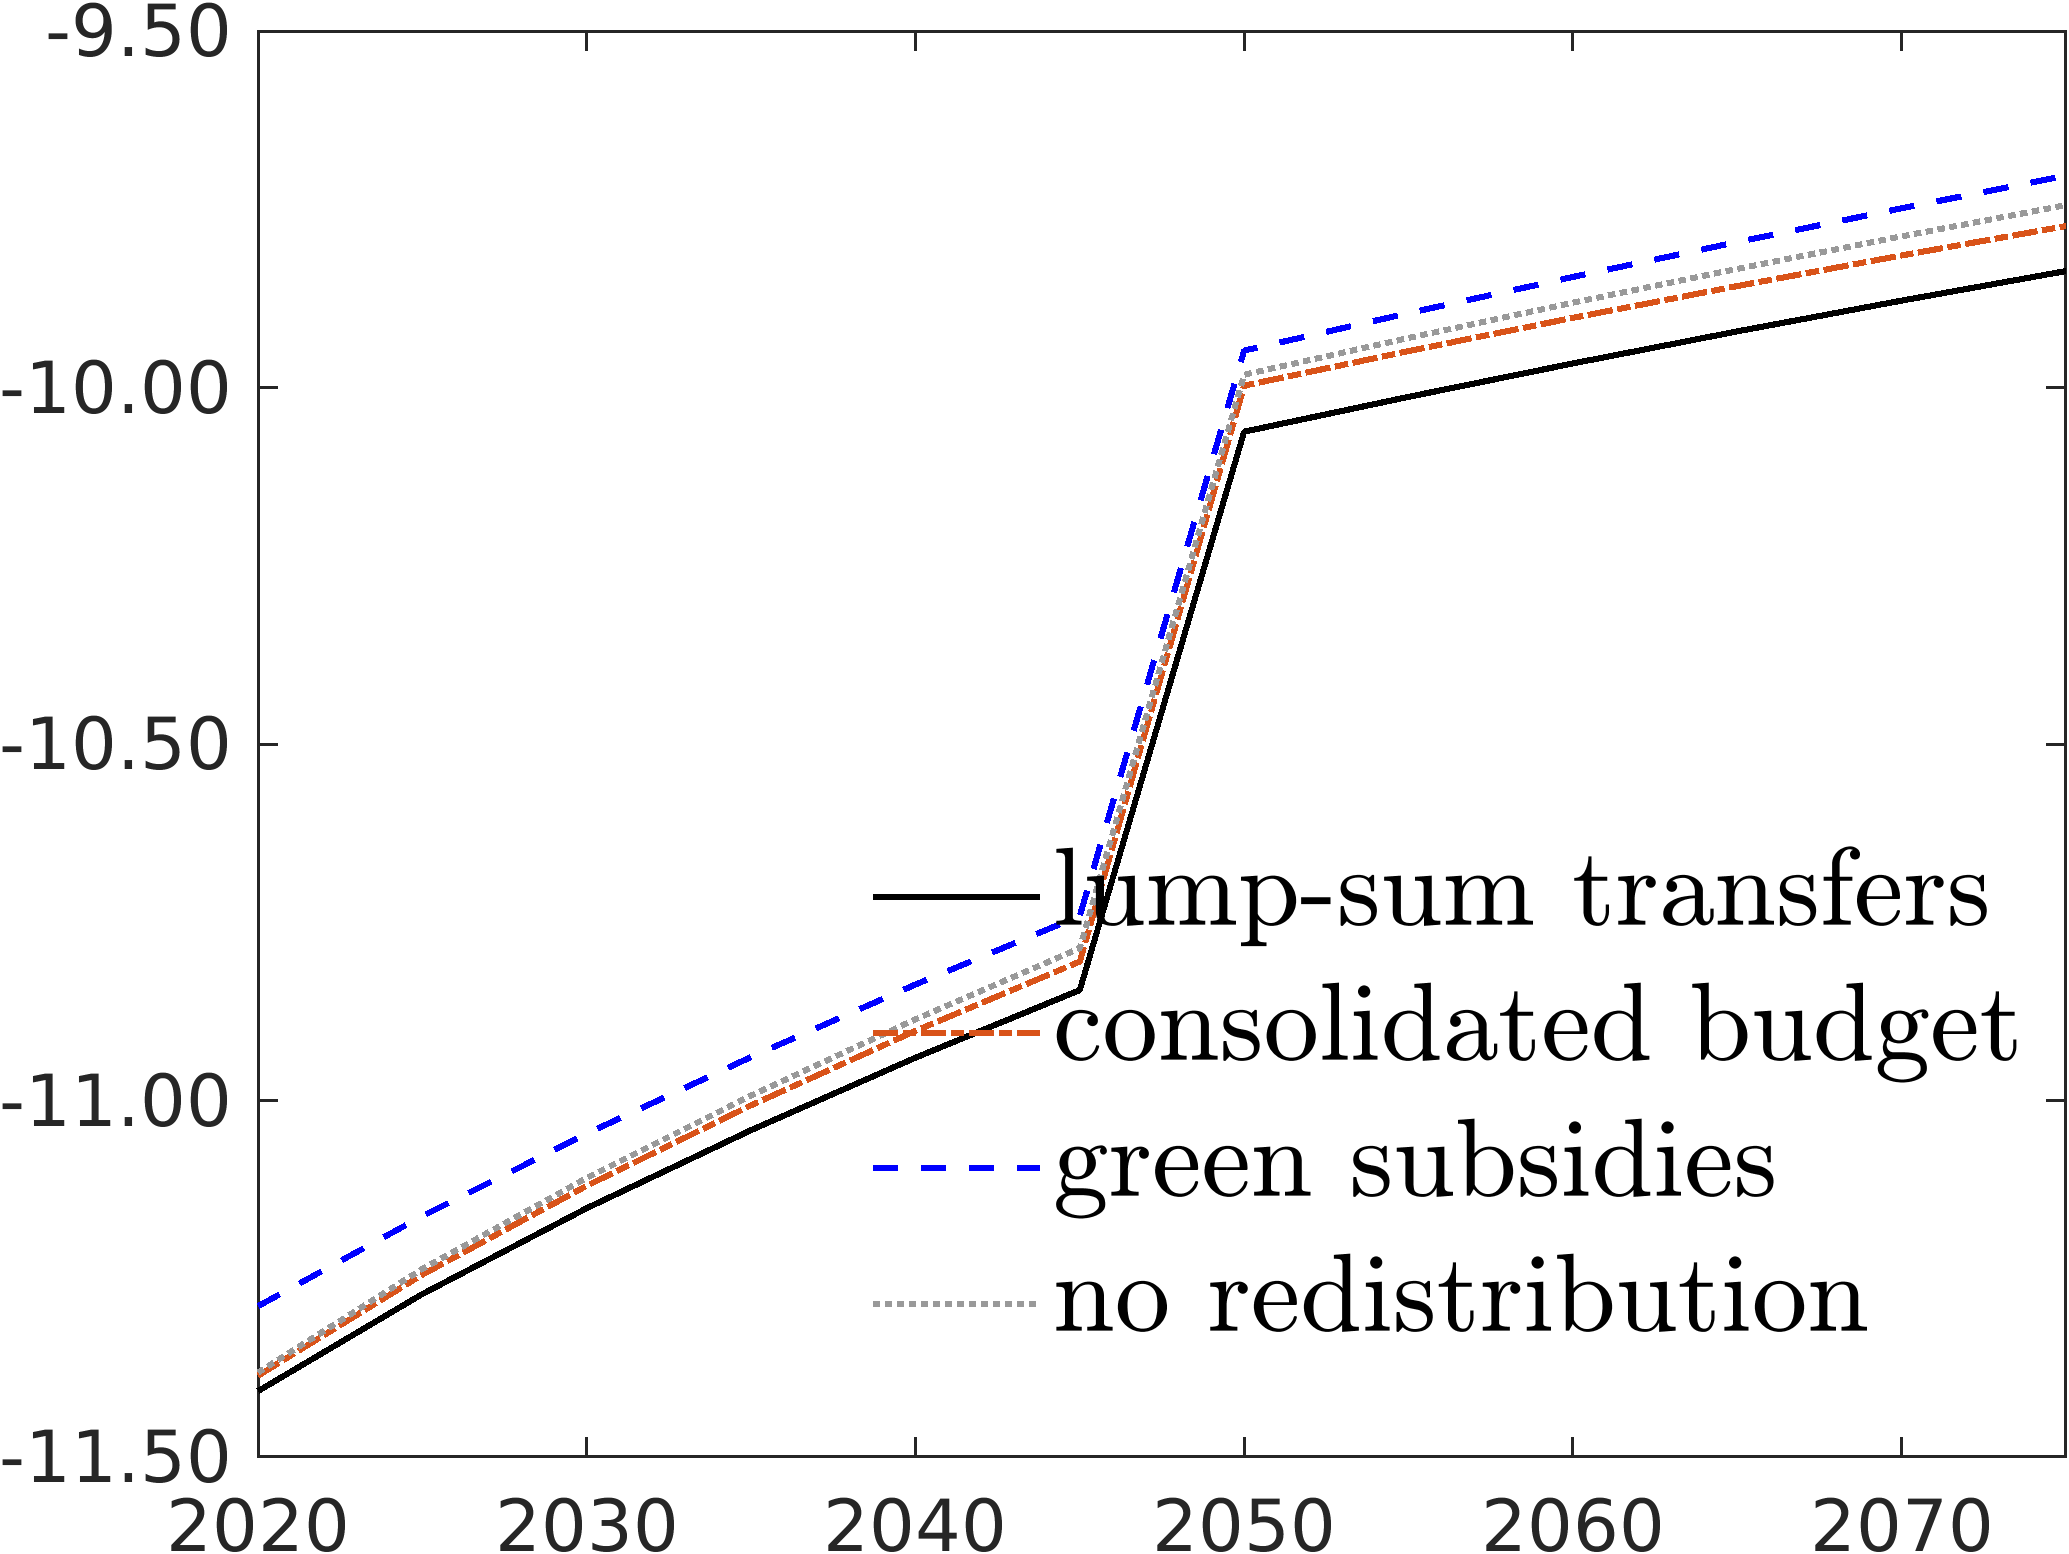 -9.50
-10.00
-10.50
-11.00
-11.50
lump-sum transfers
consolidated budget
green subsidies
no redistribution
2020 2030 2040 2050 2060 2070